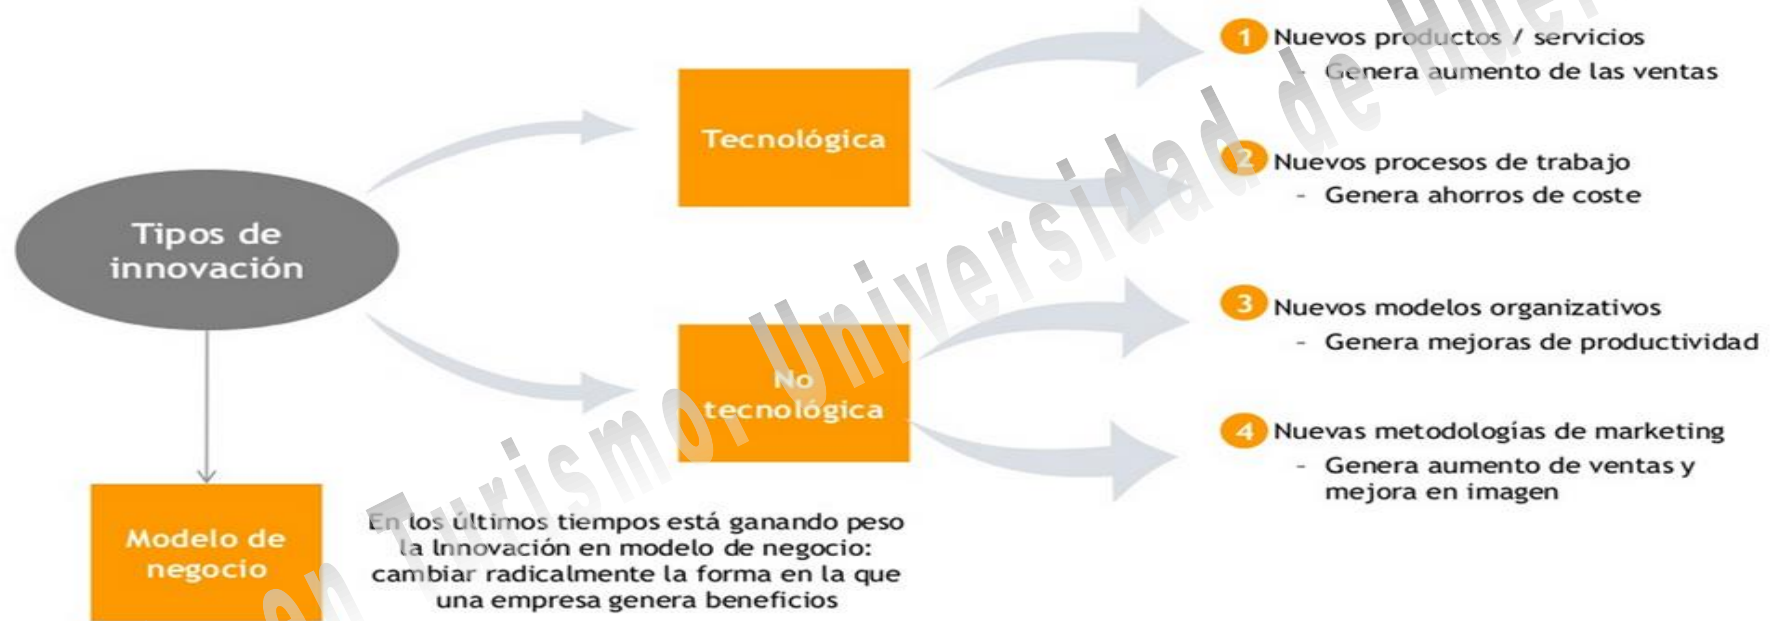 Tipos de
innovación
Tecnológica
1 Nuevos productos / servicios
- Genera aumento de las ventas
2 Nuevos procesos de trabajo
- Genera ahorros de coste
No
tecnológica
3 Nuevos modelos organizativos
- Genera mejoras de productividad
4 Nuevas metodologías de marketing
- Genera aumento de ventas y
mejora en imagen
Modelo de
negocio
En los últimos tiempos está ganando peso
la Innovación en modelo de negocio:
cambiar radicalmente la forma en la que
una empresa genera beneficios
en Turismo. Universidad de